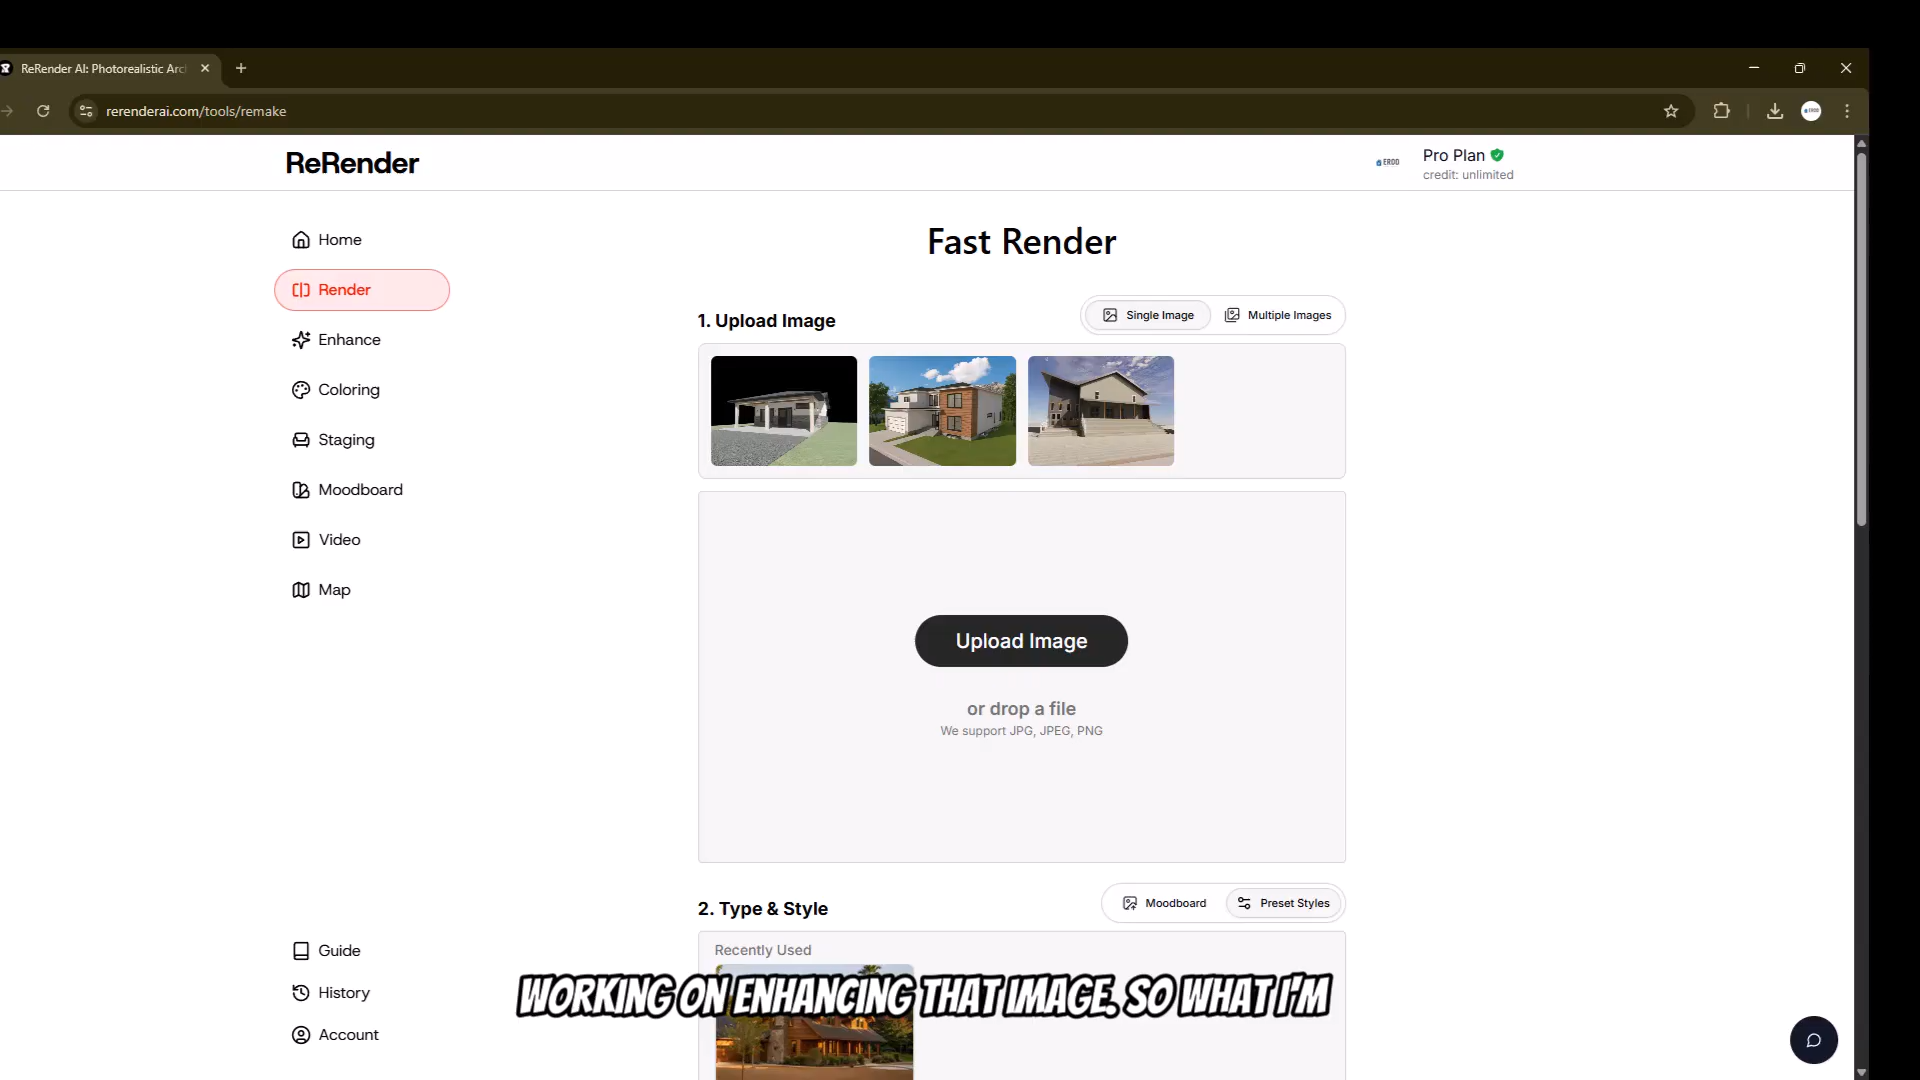 ReRender AI: Photorealistic Arc
rerenderai.com/tools/remake
ReRender
ERDO
Pro Plan
credit: unlimited
Home
Render
Enhance
Coloring
Staging
Moodboard
Video
Map
Guide
History
Account
Fast Render
1. Upload Image
Single Image
Multiple Images
Upload Image
or drop a file
We support JPG, JPEG, PNG
2. Type & Style
Moodboard
Preset Styles
Recently Used
WORKING ON ENHANCING THAT IMAGE. SO WHAT I'M